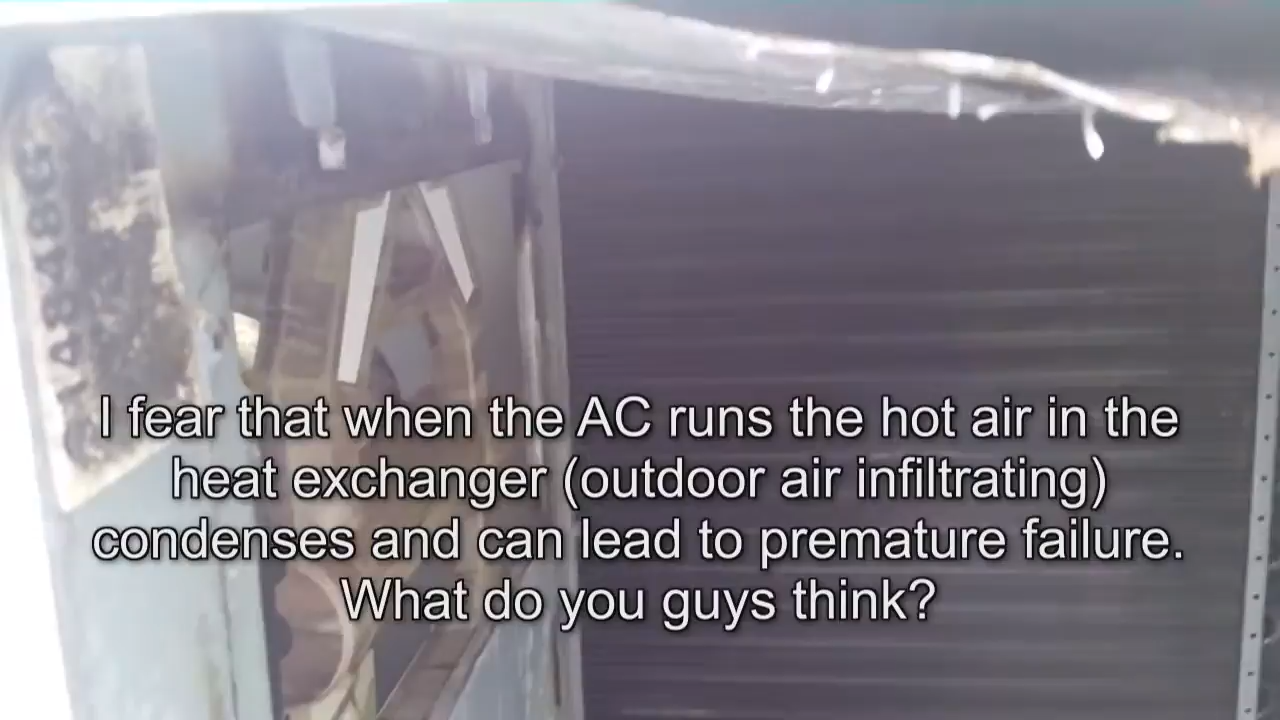 I fear that when the AC runs the hot air in the
heat exchanger (outdoor air infiltrating)
condenses and can lead to premature failure.
What do you guys think?